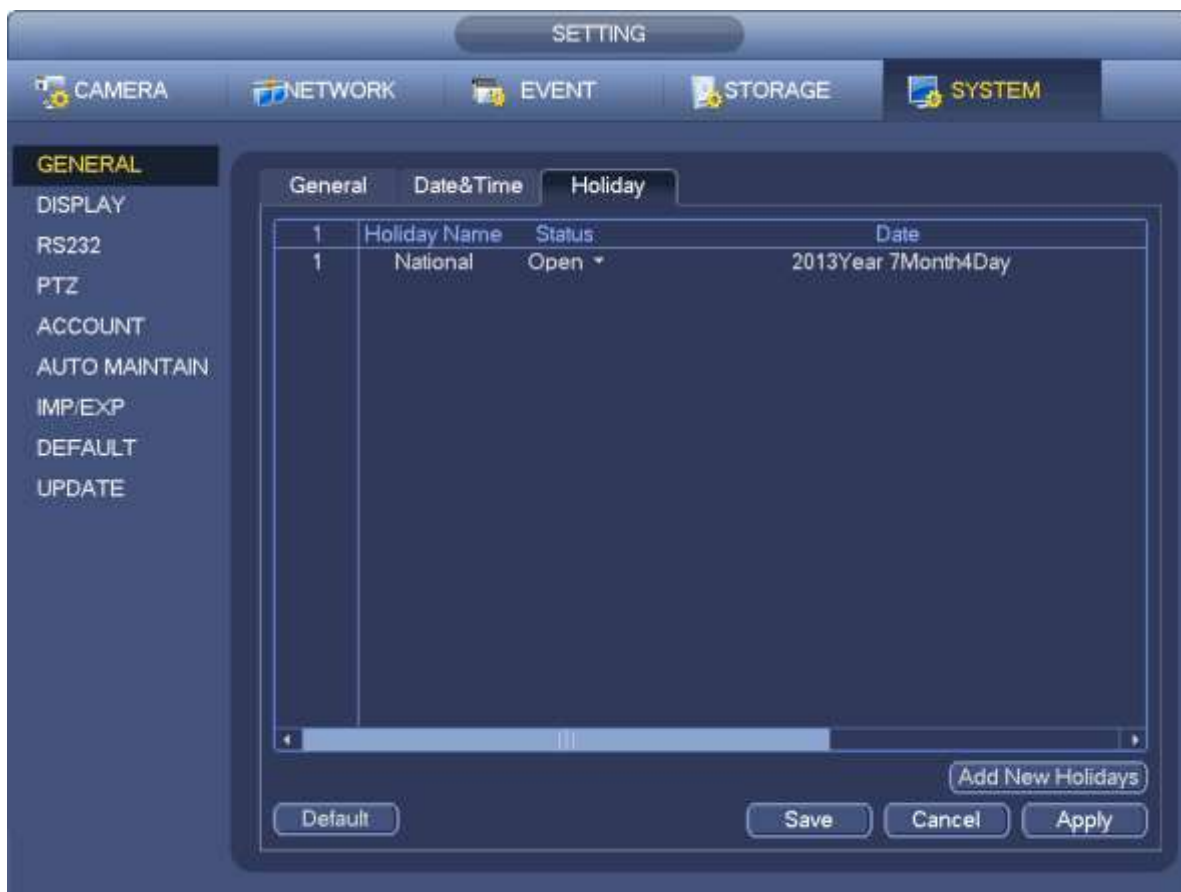 SETTING
CAMERA NETWORK EVENT STORAGE SYSTEM
GENERAL
DISPLAY
RS232
PTZ
ACCOUNT
AUTO MAINTAIN
IMP/EXP
DEFAULT
UPDATE
General Date&Time Holiday
1 Holiday Name Status Date
1 National Open 2013Year 7Month4Day
Add New Holidays
Default Save Cancel Apply